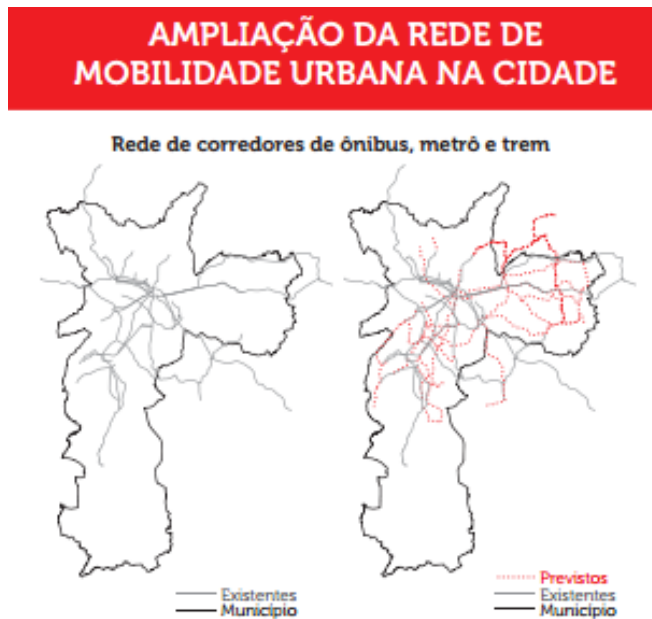 AMPLIAÇÃO DA REDE DE
MOBILIDADE URBANA NA CIDADE
Rede de corredores de ônibus, metrô e trem
Existentes
Município
Previstos
Existentes
Município